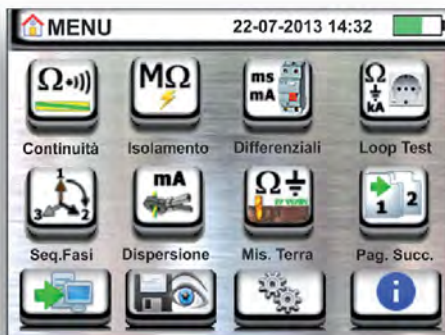 MENU 22-07-2013 14:32
Ω•))) MΩ ms mA Ω kA
Continuità Isolamento Differenziali Loop Test
1 2 3 mA Ω 1 2
Seq.Fasi Dispersione Mis. Terra Pag. Succ.
i